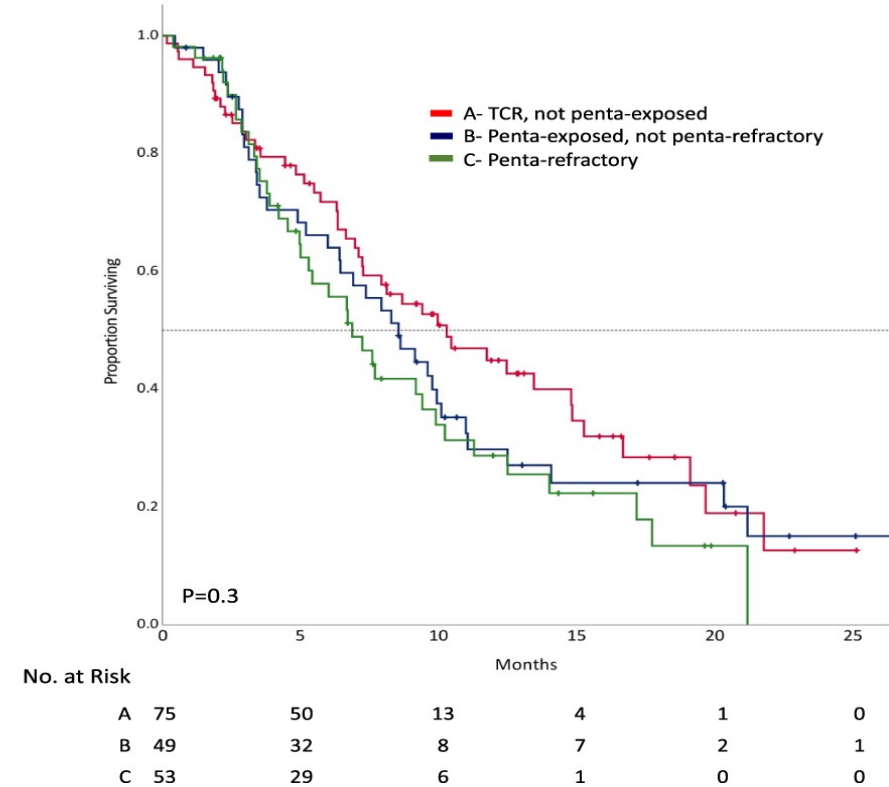 1.0
0.8
0.6
0.4
0.2
0.0
Proportion Surviving
A- TCR, not penta-exposed
B- Penta-exposed, not penta-refractory
C- Penta-refractory
P=0.3
0 5 10 15 20 25
Months
No. at Risk
A 75 50 13 4 1 0
B 49 32 8 7 2 1
C 53 29 6 1 0 0